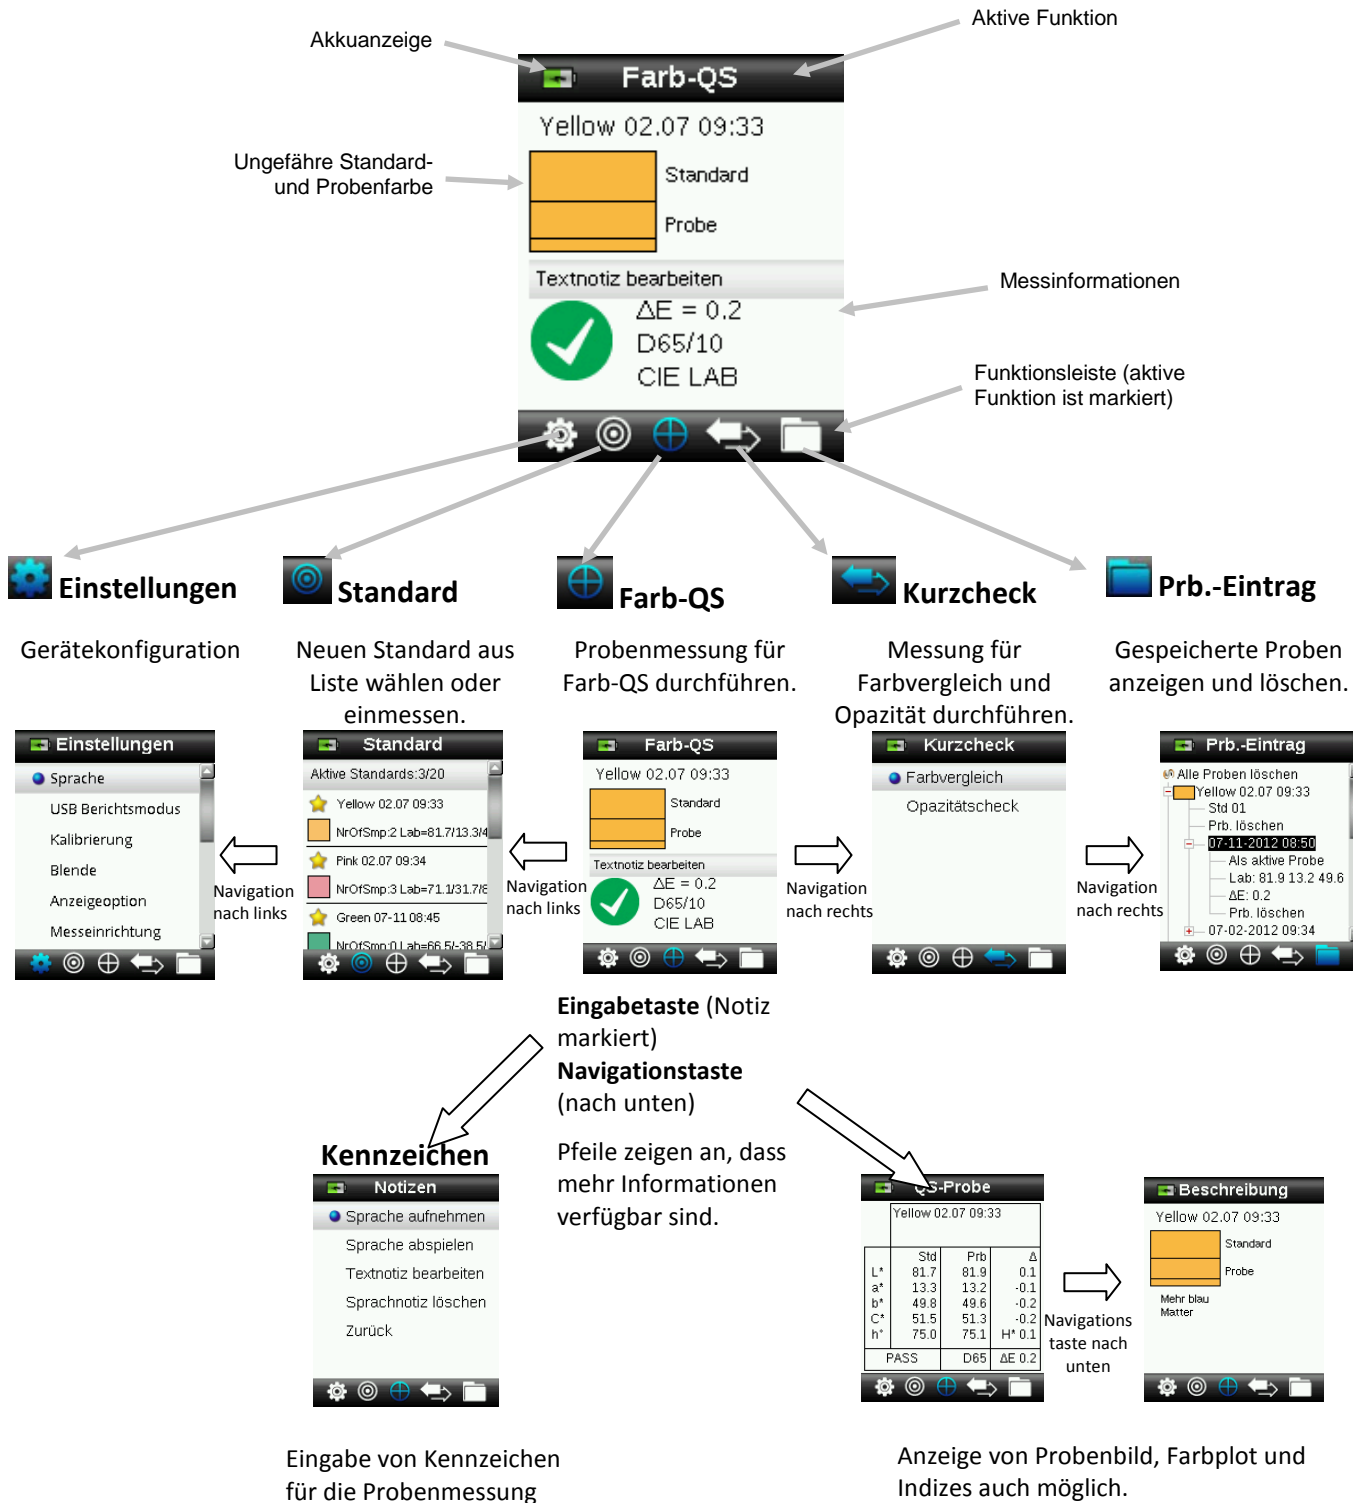 Akkuanzeige
Aktive Funktion
Farb-QS
Yellow 02.07 09:33
Ungefähre Standard-
und Probenfarbe
Standard
Probe
Textnotiz bearbeiten
Messinformationen
ΔE = 0.2
D65/10
CIE LAB
Funktionsleiste (aktive
Funktion ist markiert)
Einstellungen
Gerätekonfiguration
Standard
Neuen Standard aus
Liste wählen oder
einmessen.
Farb-QS
Probenmessung für
Farb-QS durchführen.
Kurzcheck
Messung für
Farbvergleich und
Opazität durchführen.
Prb.-Eintrag
Gespeicherte Proben
anzeigen und löschen.
Einstellungen
Sprache
USB Berichtsmodus
Kalibrierung
Blende
Anzeigeoption
Messeinrichtung
Navigation
nach links
Standard
Aktive Standards:3/20
Yellow 02.07 09:33
NrOfSmp:2 Lab=81.7/13.3/4
Pink 02.07 09:34
NrOfSmp:3 Lab=71.1/31.7/8
Green 07-11 08:45
NrOfSmp:0 Lab=66.5/-38.5/
Navigation
nach links
Farb-QS
Yellow 02.07 09:33
Standard
Probe
Textnotiz bearbeiten
ΔE = 0.2
D65/10
CIE LAB
Navigation
nach rechts
Kurzcheck
Farbvergleich
Opazitätscheck
Navigation
nach rechts
Prb.-Eintrag
Alle Proben löschen
Yellow 02.07 09:33
Std 01
Prb. löschen
07-11-2012 08:50
Als aktive Probe
Lab: 81.9 13.2 49.6
ΔE: 0.2
Prb. löschen
07-02-2012 09:34
Eingabetaste (Notiz
markiert)
Navigationstaste
(nach unten)
Pfeile zeigen an, dass
mehr Informationen
verfügbar sind.
Kennzeichen
Notizen
Sprache aufnehmen
Sprache abspielen
Textnotiz bearbeiten
Sprachnotiz löschen
Zurück
Eingabe von Kennzeichen
für die Probenmessung
QS-Probe
Yellow 02.07 09:33
Std Prb Δ
L* 81.7 81.9 0.1
a* 13.3 13.2 -0.1
b* 49.8 49.6 -0.2
C* 51.5 51.3 -0.2
h° 75.0 75.1 H* 0.1
PASS D65 ΔE 0.2
Navigations
taste nach
unten
Beschreibung
Yellow 02.07 09:33
Standard
Probe
Mehr blau
Matter
Anzeige von Probenbild, Farbplot und
Indizes auch möglich.